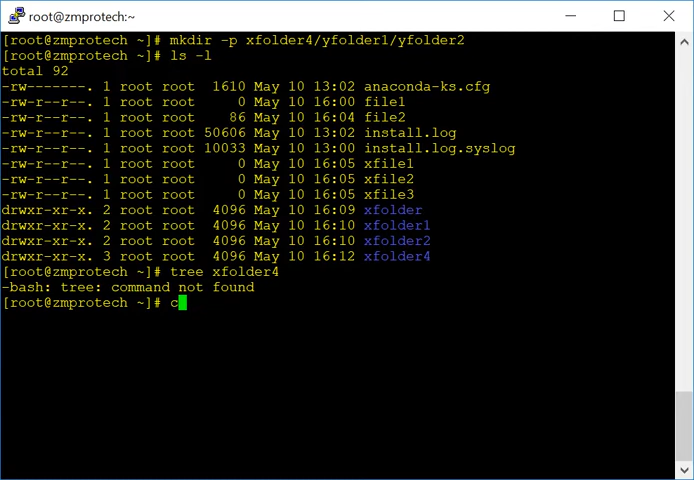 root@zmprotech:~
[root@zmprotech ~]# mkdir -p xfolder4/yfolder1/yfolder2
[root@zmprotech ~]# ls -l
total 92
-rw-------. 1 root root  1610 May 10 13:02 anaconda-ks.cfg
-rw-r--r--. 1 root root     0 May 10 16:00 file1
-rw-r--r--. 1 root root    86 May 10 16:04 file2
-rw-r--r--. 1 root root 50606 May 10 13:02 install.log
-rw-r--r--. 1 root root 10033 May 10 13:00 install.log.syslog
-rw-r--r--. 1 root root     0 May 10 16:05 xfile1
-rw-r--r--. 1 root root     0 May 10 16:05 xfile2
-rw-r--r--. 1 root root     0 May 10 16:05 xfile3
drwxr-xr-x. 2 root root  4096 May 10 16:09 xfolder
drwxr-xr-x. 2 root root  4096 May 10 16:10 xfolder1
drwxr-xr-x. 2 root root  4096 May 10 16:10 xfolder2
drwxr-xr-x. 3 root root  4096 May 10 16:12 xfolder4
[root@zmprotech ~]# tree xfolder4
-bash: tree: command not found
[root@zmprotech ~]# c